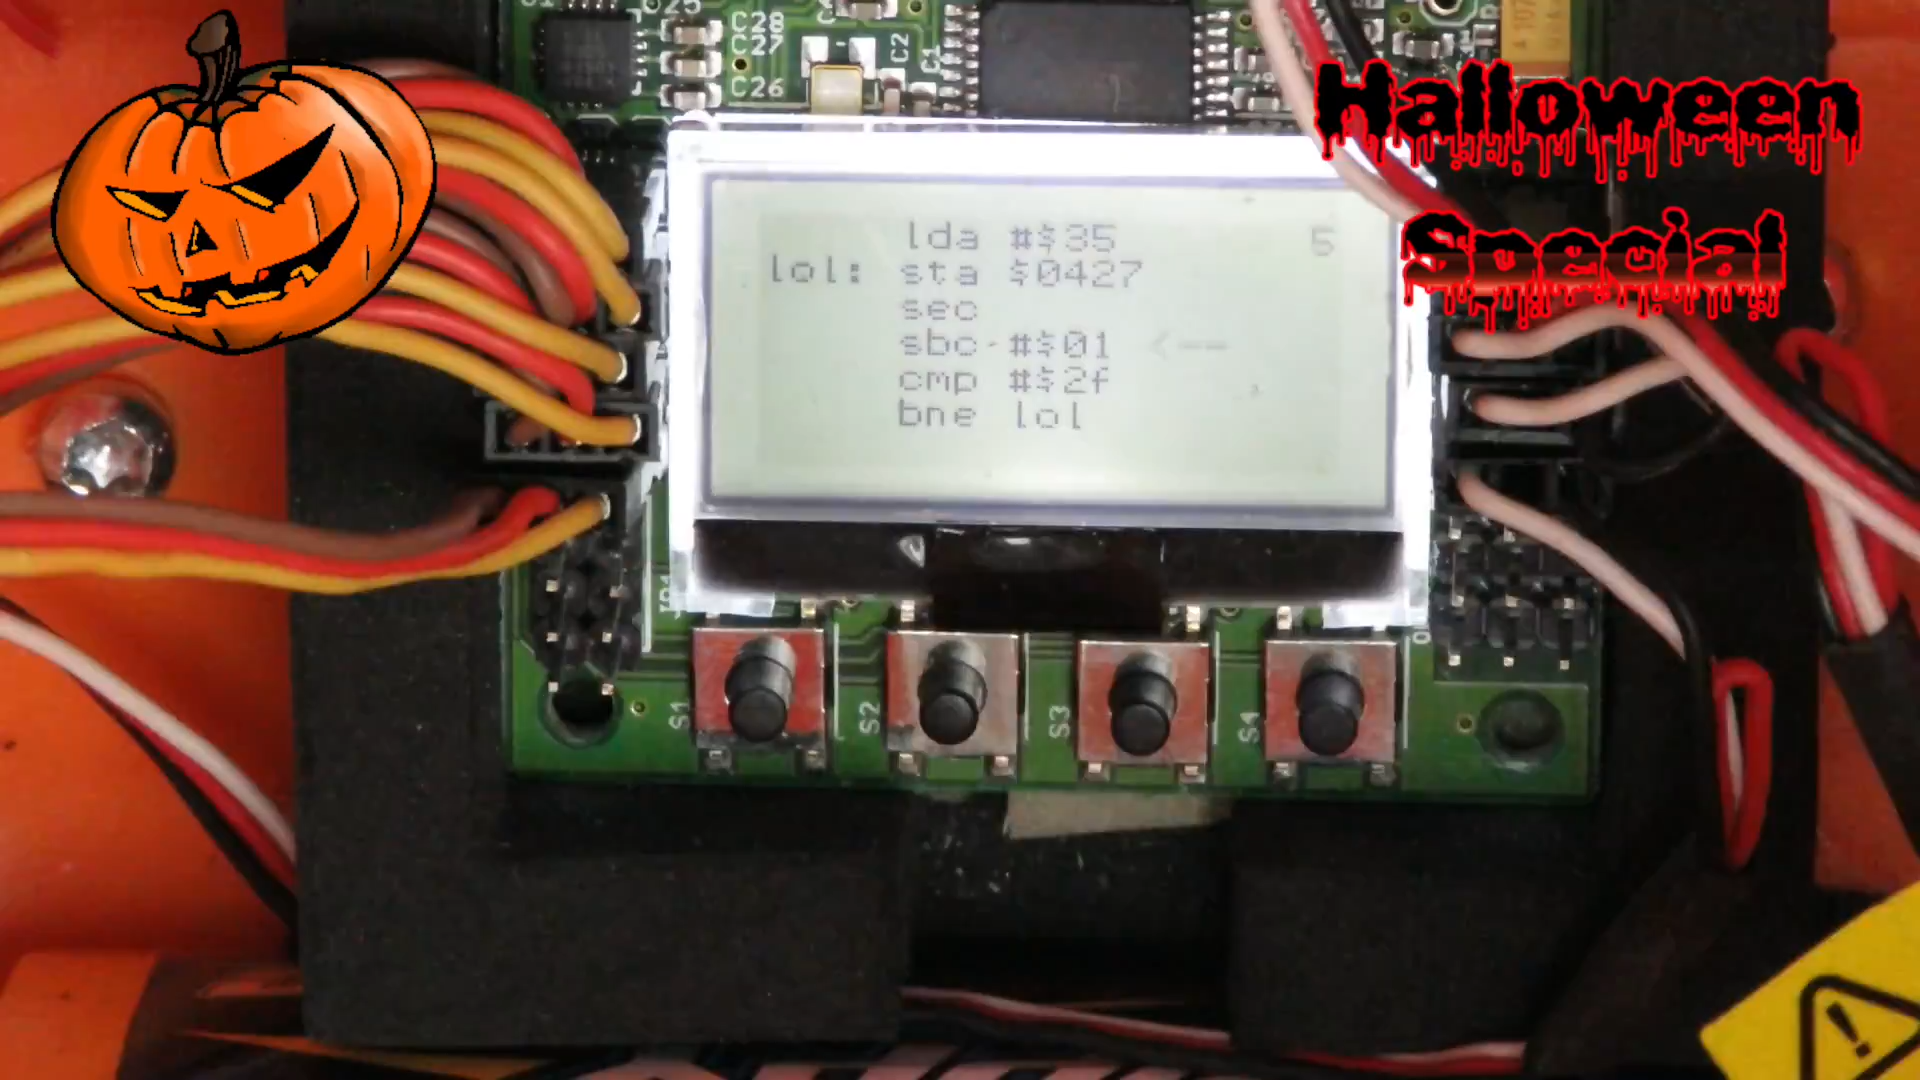 C28
C27
C26
C2
C1
Halloween
Special
lda #$35 5
lol: sta $0427
sec
sbc #$01 <--
cmp #$2f
bne lol
S1
S2
S3
S4